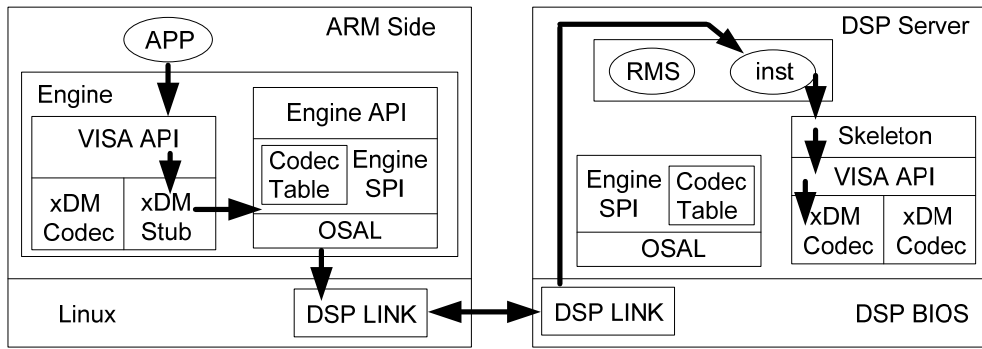 ARM Side
APP
Engine
VISA API
xDM
Codec
xDM
Stub
Engine API
Codec
Table
Engine
SPI
OSAL
Linux
DSP LINK
DSP Server
RMS
inst
Engine
SPI
Codec
Table
OSAL
Skeleton
VISA API
xDM
Codec
xDM
Codec
DSP LINK
DSP BIOS